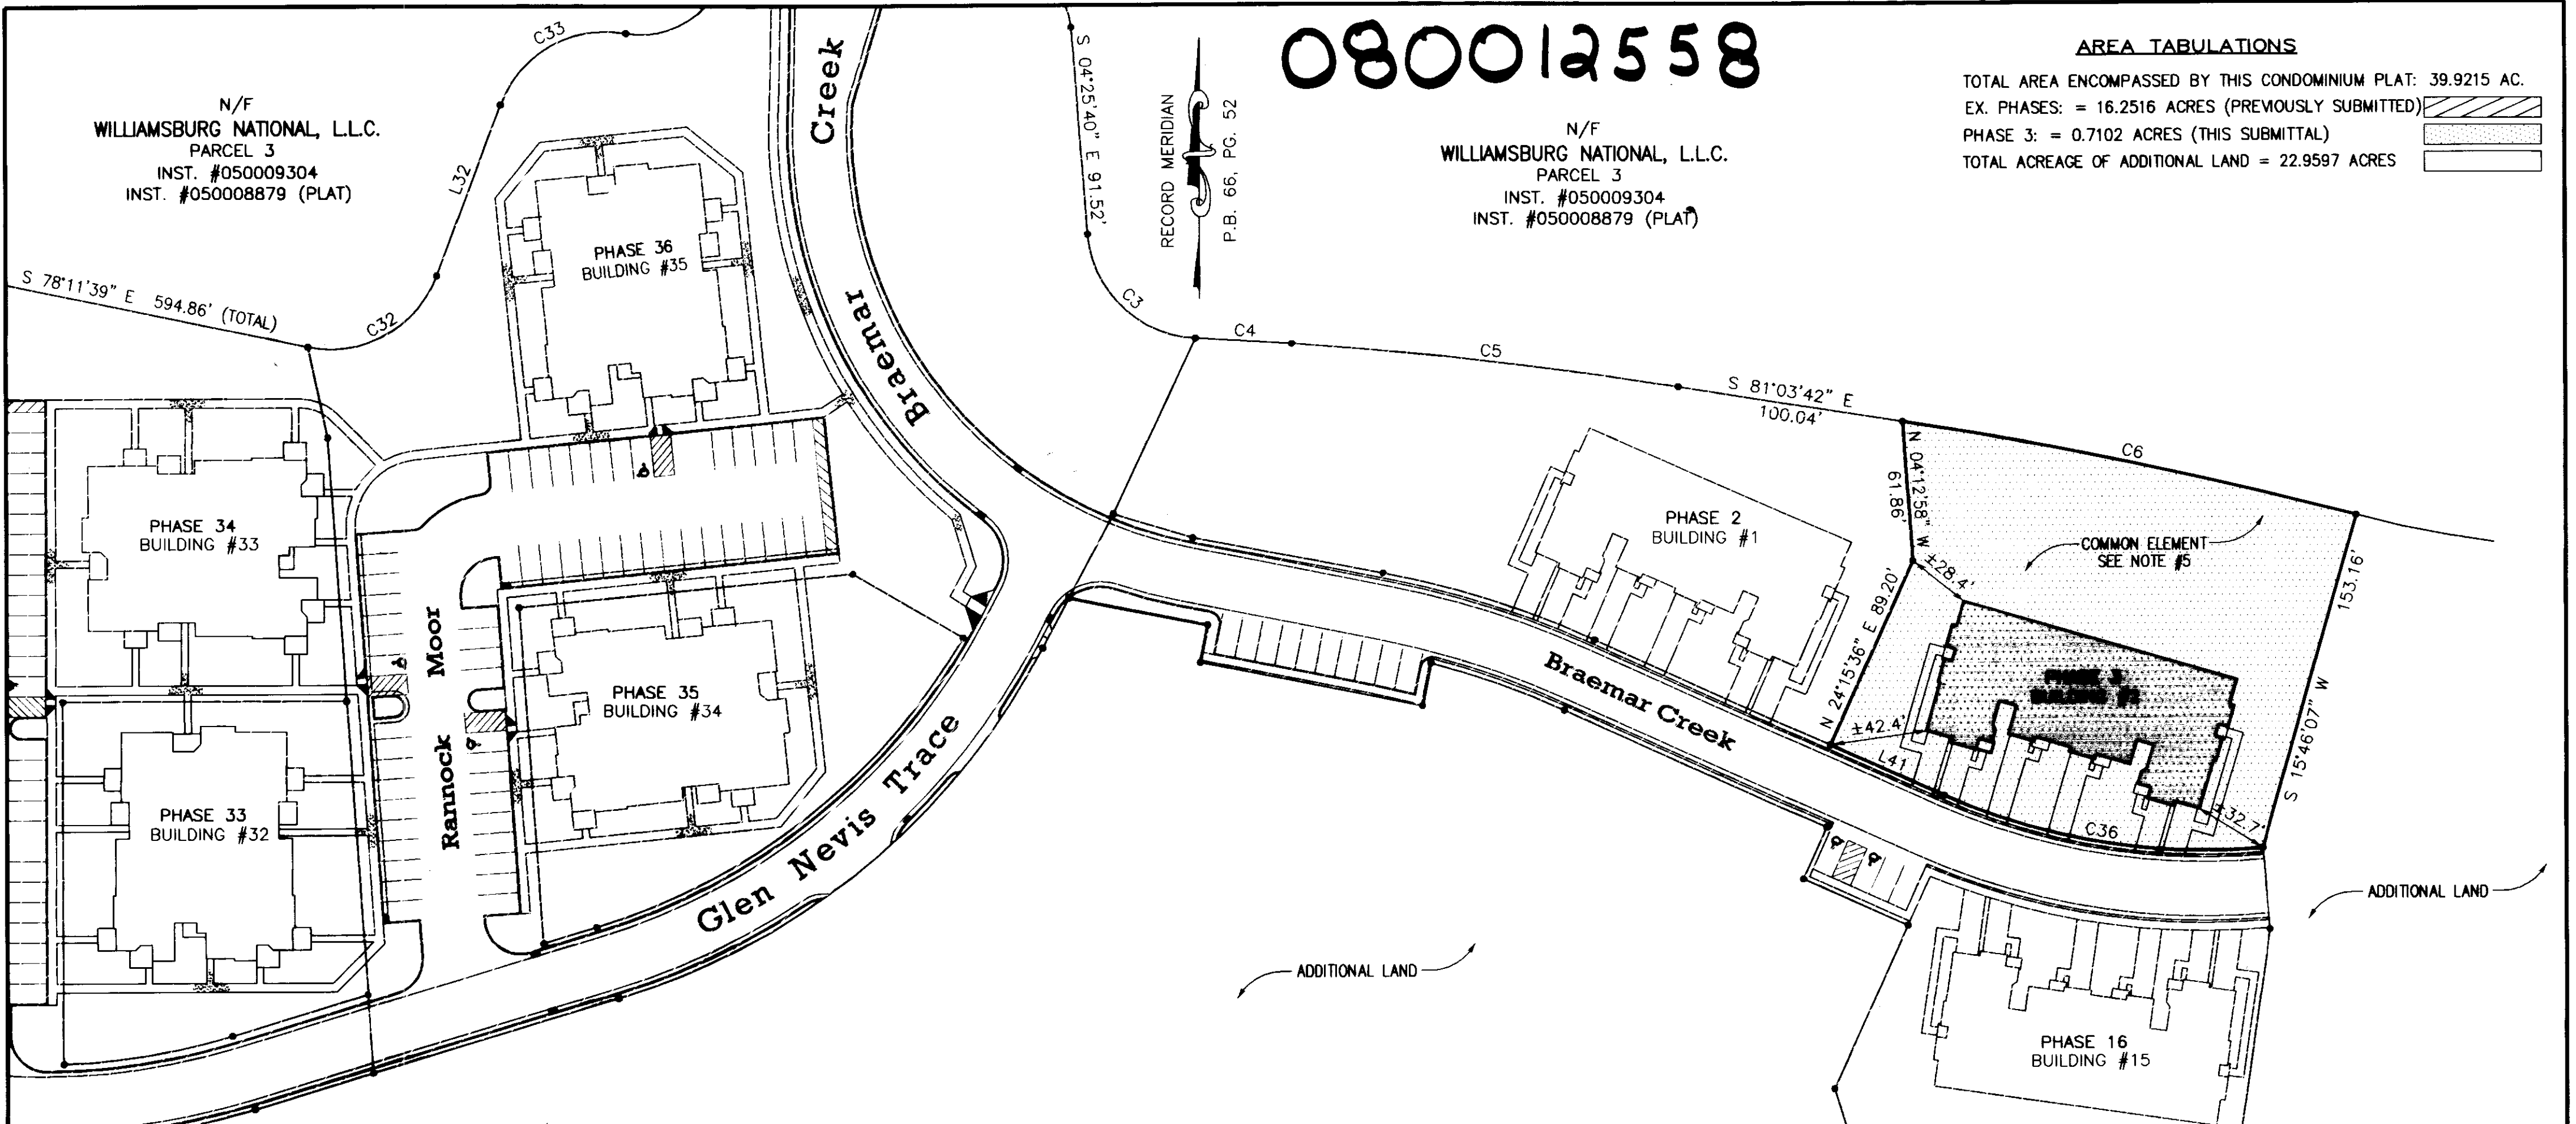 080012558
AREA TABULATIONS
TOTAL AREA ENCOMPASSED BY THIS CONDOMINIUM PLAT: 39.9215 AC.
EX. PHASES: = 16.2516 ACRES (PREVIOUSLY SUBMITTED)
PHASE 3: = 0.7102 ACRES (THIS SUBMITTAL)
TOTAL ACREAGE OF ADDITIONAL LAND = 22.9597 ACRES
N/F
WILLIAMSBURG NATIONAL, L.L.C.
PARCEL 3
INST. #050009304
INST. #050008879 (PLAT)
C33
L32
C32
S 78°11'39" E 594.86' (TOTAL)
PHASE 36
BUILDING #35
Creek
Braemar
S 04°25'40" E 91.52'
RECORD MERIDIAN
P.B. 66, PG. 52
N/F
WILLIAMSBURG NATIONAL, L.L.C.
PARCEL 3
INST. #050009304
INST. #050008879 (PLAT)
C3
C4
C5
S 81°03'42" E
100.04'
C6
N 04°12'58" W
61.86'
±28.4'
COMMON ELEMENT
SEE NOTE #5
153.16'
S 15°46'07" W
N 24°15'36" E 89.20'
±42.4'
L41
C36
±32.7'
PHASE 3
PHASE 2
BUILDING #1
PHASE 34
BUILDING #33
PHASE 35
BUILDING #34
PHASE 33
BUILDING #32
Rannock Moor
Glen Nevis Trace
Braemar Creek
ADDITIONAL LAND
ADDITIONAL LAND
PHASE 16
BUILDING #15